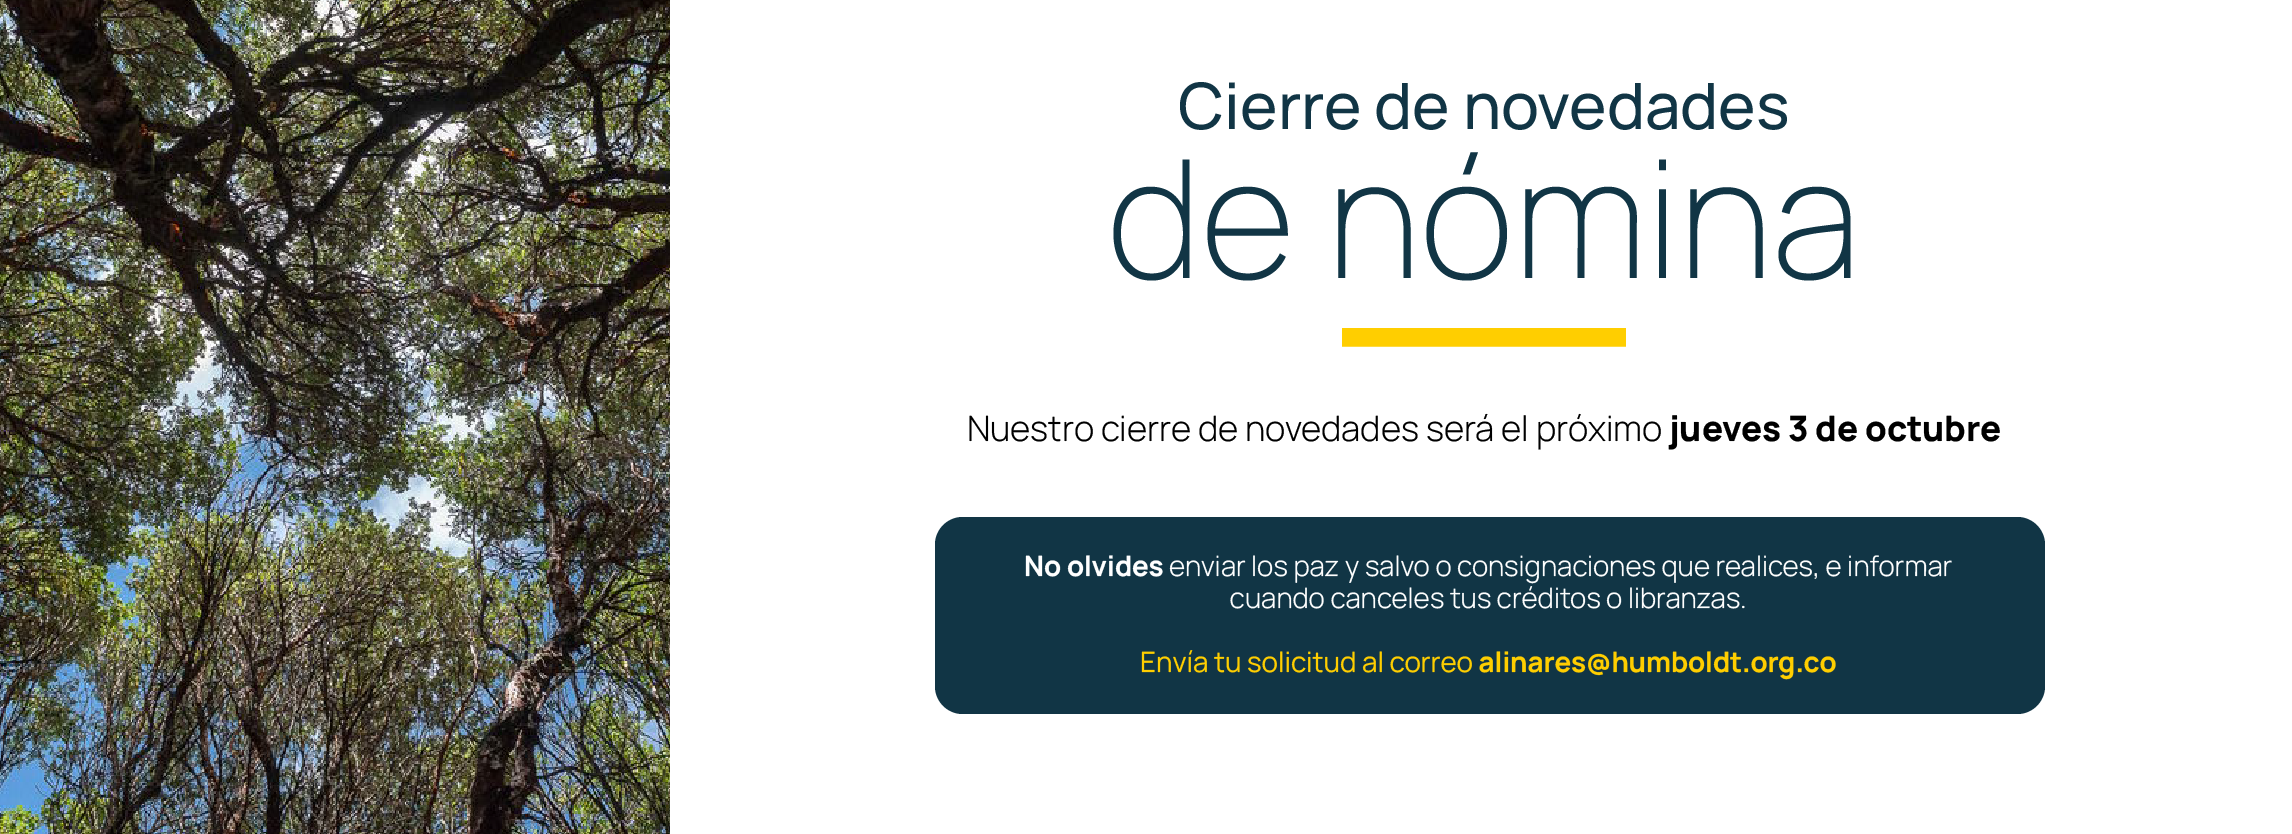 Cierre de novedades
de nómina
Nuestro cierre de novedades será el próximo jueves 3 de octubre
No olvides enviar los paz y salvo o consignaciones que realices, e informar
cuando canceles tus créditos o libranzas.
Envía tu solicitud al correo alinares@humboldt.org.co